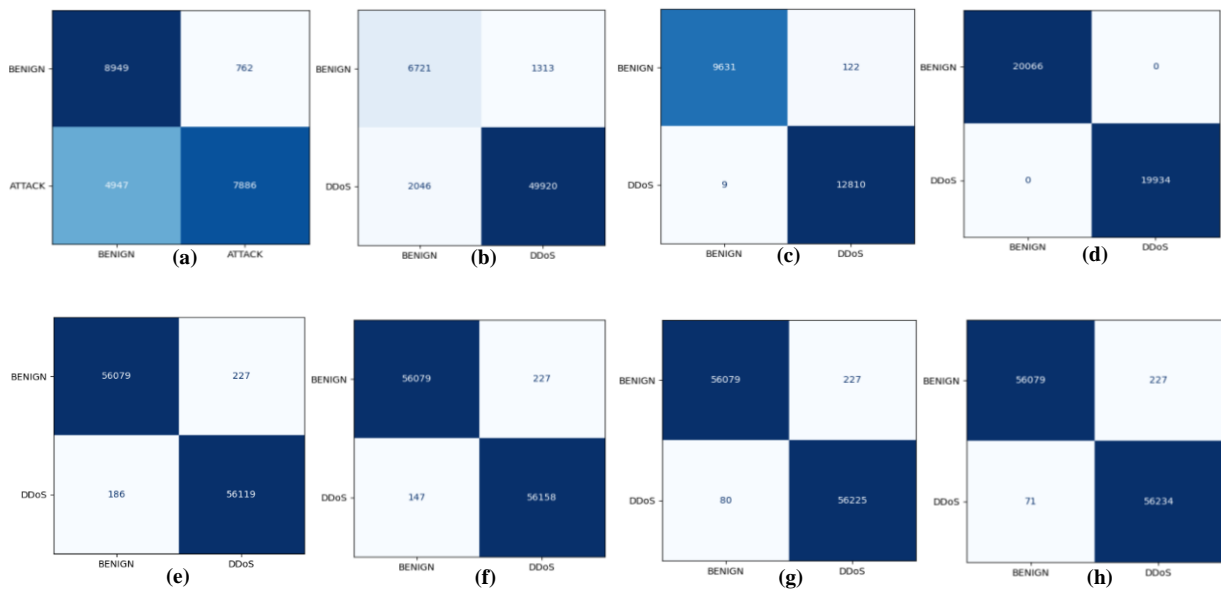 BENIGN 8949 762
ATTACK 4947 7886
BENIGN ATTACK
(a)
BENIGN 6721 1313
DDoS 2046 49920
BENIGN DDoS
(b)
BENIGN 9631 122
DDoS 9 12810
BENIGN DDoS
(c)
BENIGN 20066 0
DDoS 0 19934
BENIGN DDoS
(d)
BENIGN 56079 227
DDoS 186 56119
BENIGN DDoS
(e)
BENIGN 56079 227
DDoS 147 56158
BENIGN DDoS
(f)
BENIGN 56079 227
DDoS 80 56225
BENIGN DDoS
(g)
BENIGN 56079 227
DDoS 71 56234
BENIGN DDoS
(h)